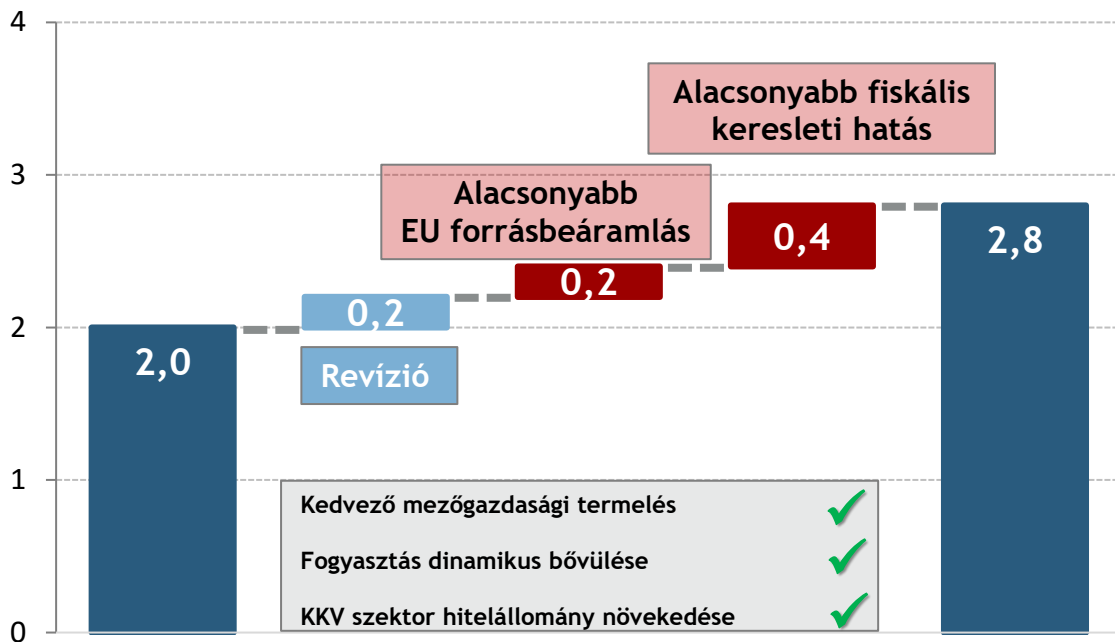 4
Alacsonyabb fiskális
keresleti hatás
3
Alacsonyabb
EU forrásbeáramlás
0,4
2,8
0,2
0,2
2
2,0
Revízió
1
Kedvező mezőgazdasági termelés
Fogyasztás dinamikus bővülése
KKV szektor hitelállomány növekedése
0